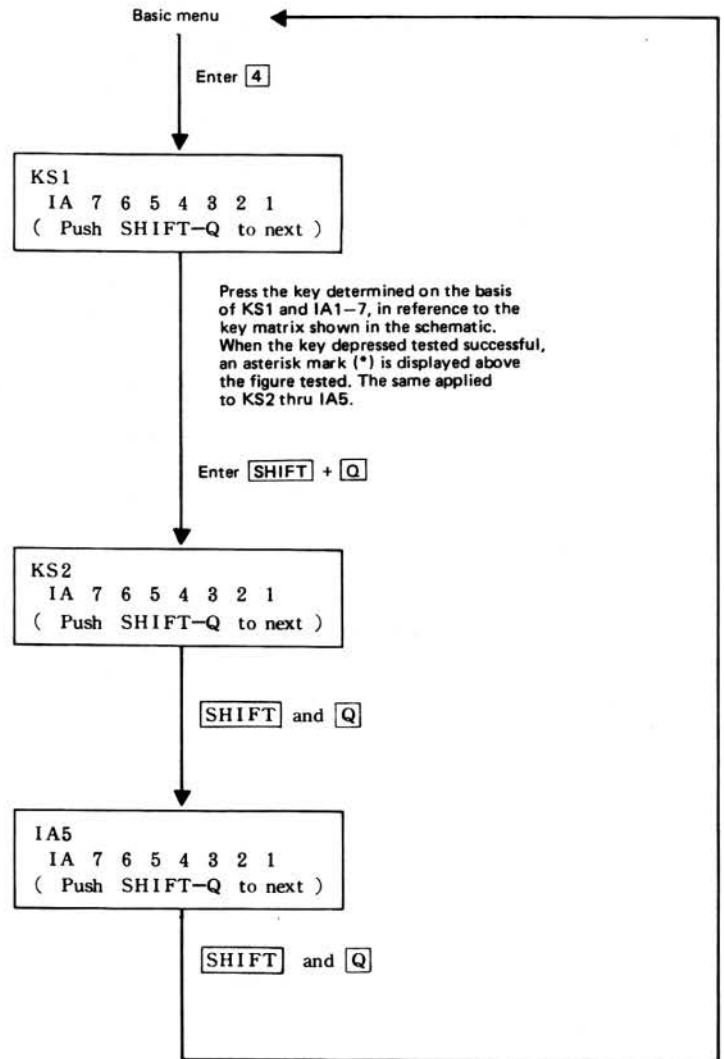 Basic menu
Enter 4
KS1
IA 7 6 5 4 3 2 1
( Push SHIFT-Q to next )
Press the key determined on the basis
of KS1 and IA1-7, in reference to the
key matrix shown in the schematic.
When the key depressed tested successful,
an asterisk mark (*) is displayed above
the figure tested. The same applied
to KS2 thru IA5.
Enter SHIFT + Q
KS2
IA 7 6 5 4 3 2 1
( Push SHIFT-Q to next )
SHIFT and Q
IA5
IA 7 6 5 4 3 2 1
( Push SHIFT-Q to next )
SHIFT and Q